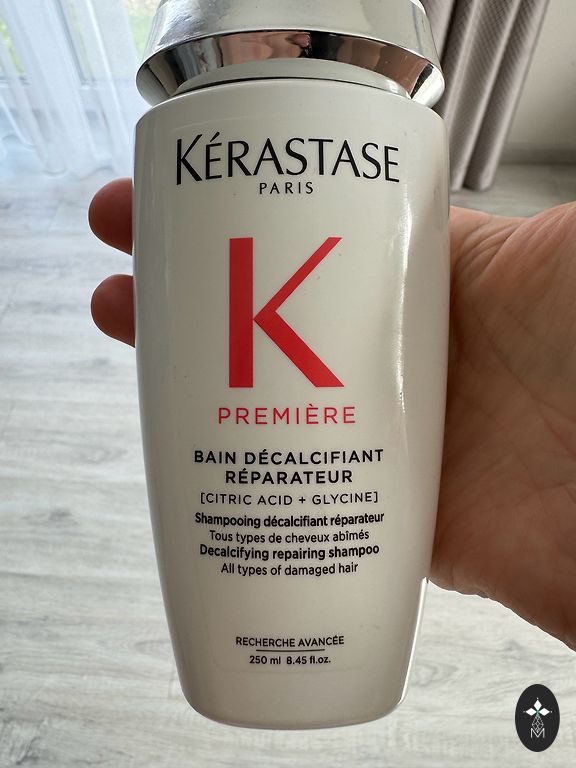 KÉRASTASE
PARIS
K
PREMIÈRE
BAIN DÉCALCIFIANT
RÉPARATEUR
[CITRIC ACID + GLYCINE]
Shampooing décalcifiant réparateur
Tous types de cheveux abîmés
Decalcifying repairing shampoo
All types of damaged hair
RECHERCHE AVANCÉE
250 ml 8.45 fl.oz.
M